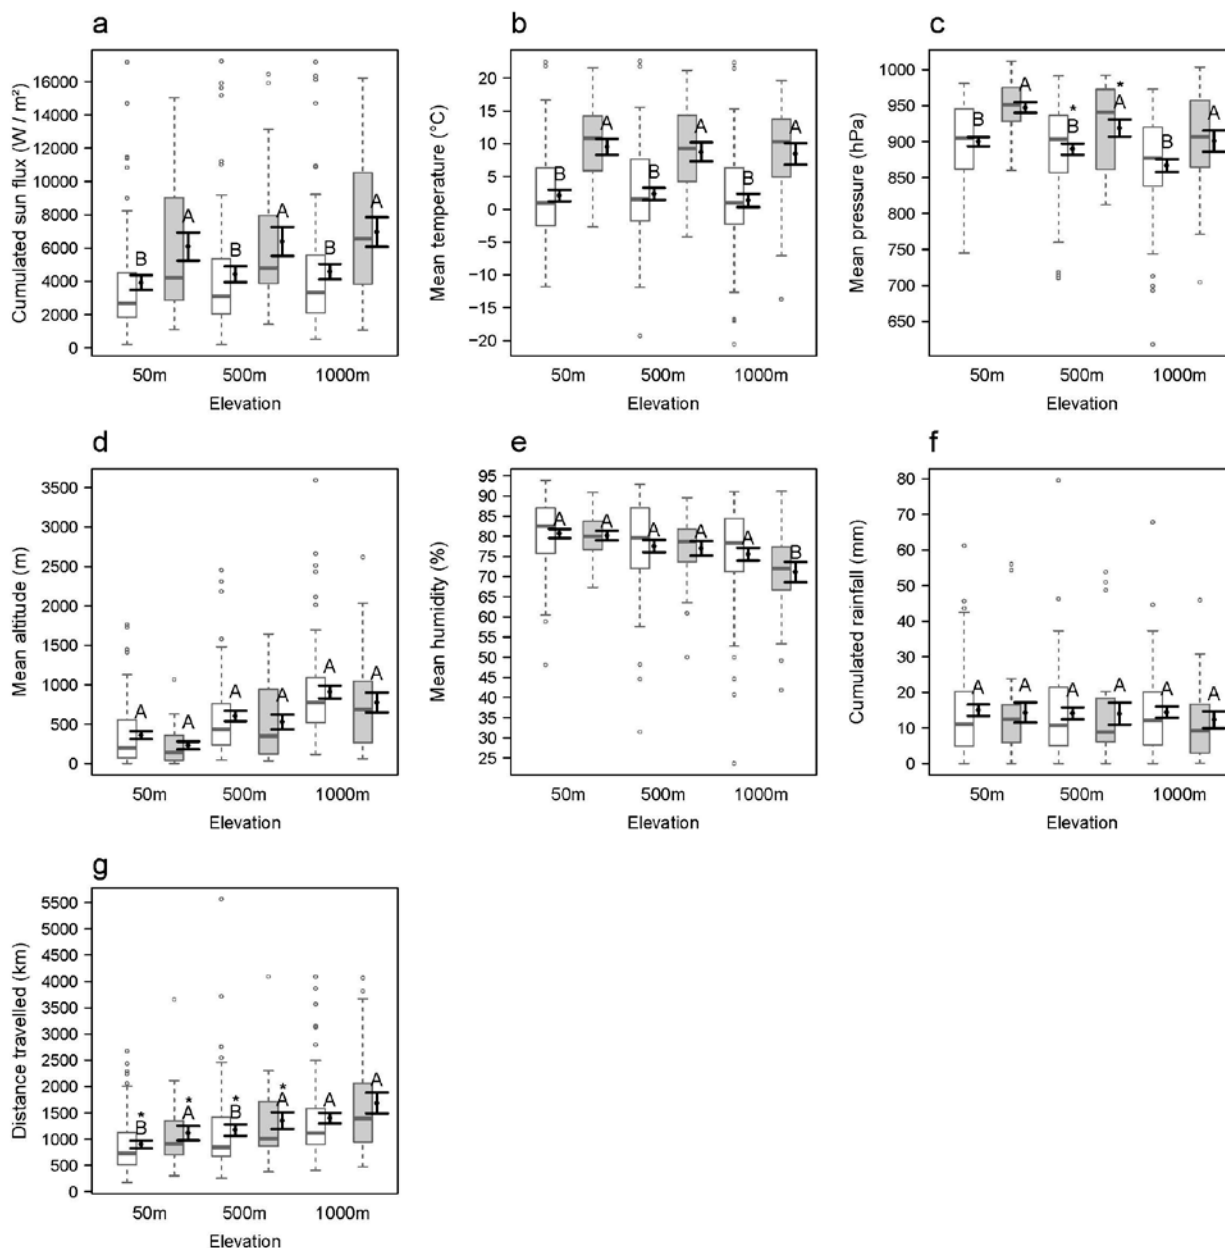 a
Cumulated sun flux (W / m²)
16000
14000
12000
10000
8000
6000
4000
2000
0
B A B A B A
50m 500m 1000m
Elevation
b
Mean temperature (°C)
20
15
10
5
0
−5
−10
−15
−20
B A B A B A
50m 500m 1000m
Elevation
c
Mean pressure (hPa)
1000
950
900
850
800
750
700
650
* *
B A B A B A
50m 500m 1000m
Elevation
d
Mean altitude (m)
3500
3000
2500
2000
1500
1000
500
0
A A A A A A
50m 500m 1000m
Elevation
e
Mean humidity (%)
95
90
85
80
75
70
65
60
55
50
45
40
35
30
25
A A A A A B
50m 500m 1000m
Elevation
f
Cumulated rainfall (mm)
80
70
60
50
40
30
20
10
0
A A A A A A
50m 500m 1000m
Elevation
g
Distance travelled (km)
5500
5000
4500
4000
3500
3000
2500
2000
1500
1000
500
0
* * * *
B A B A A A
50m 500m 1000m
Elevation